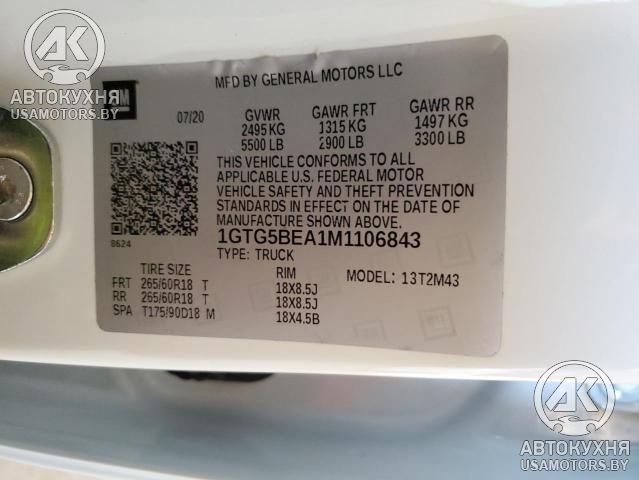 АВТОКУХНЯ
USAMOTORS.BY
GM
MFD BY GENERAL MOTORS LLC
07/20 GVWR GAWR FRT GAWR RR
2495 KG 1315 KG 1497 KG
5500 LB 2900 LB 3300 LB
THIS VEHICLE CONFORMS TO ALL
APPLICABLE U.S. FEDERAL MOTOR
VEHICLE SAFETY AND THEFT PREVENTION
STANDARDS IN EFFECT ON THE DATE OF
MANUFACTURE SHOWN ABOVE.
8624
1GTG5BEA1M1106843
TYPE: TRUCK
TIRE SIZE RIM MODEL: 13T2M43
FRT 265/60R18 T 18X8.5J
RR 265/60R18 T 18X8.5J
SPA T175/90D18 M 18X4.5B
АК
АВТОКУХНЯ
USAMOTORS.BY